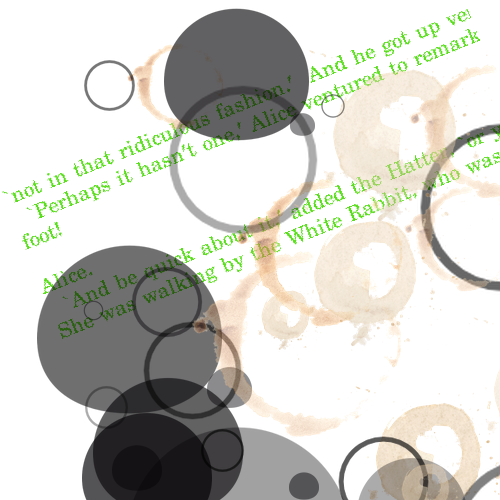 `not in that ridiculous fashion.' And he got up ve
`Perhaps it hasn't one,' Alice ventured to remark
foot!
Alice.
`And be quick about it,' added the Hatter, `or y
She was walking by the White Rabbit, who was